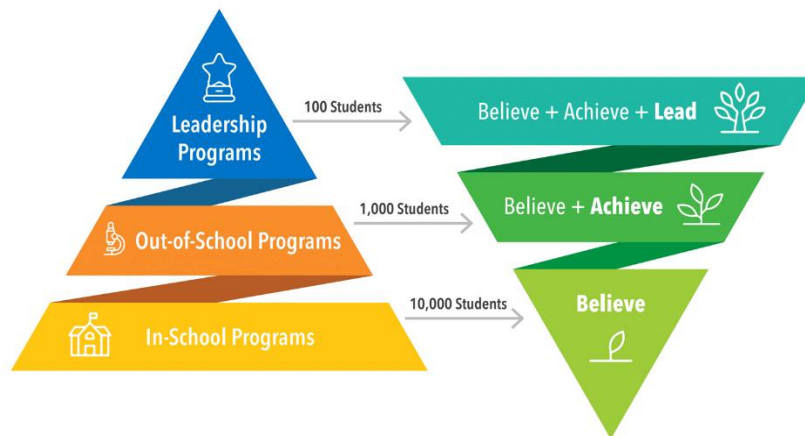 Leadership
Programs
100 Students
Believe + Achieve + Lead
Out-of-School Programs
1,000 Students
Believe + Achieve
In-School Programs
10,000 Students
Believe